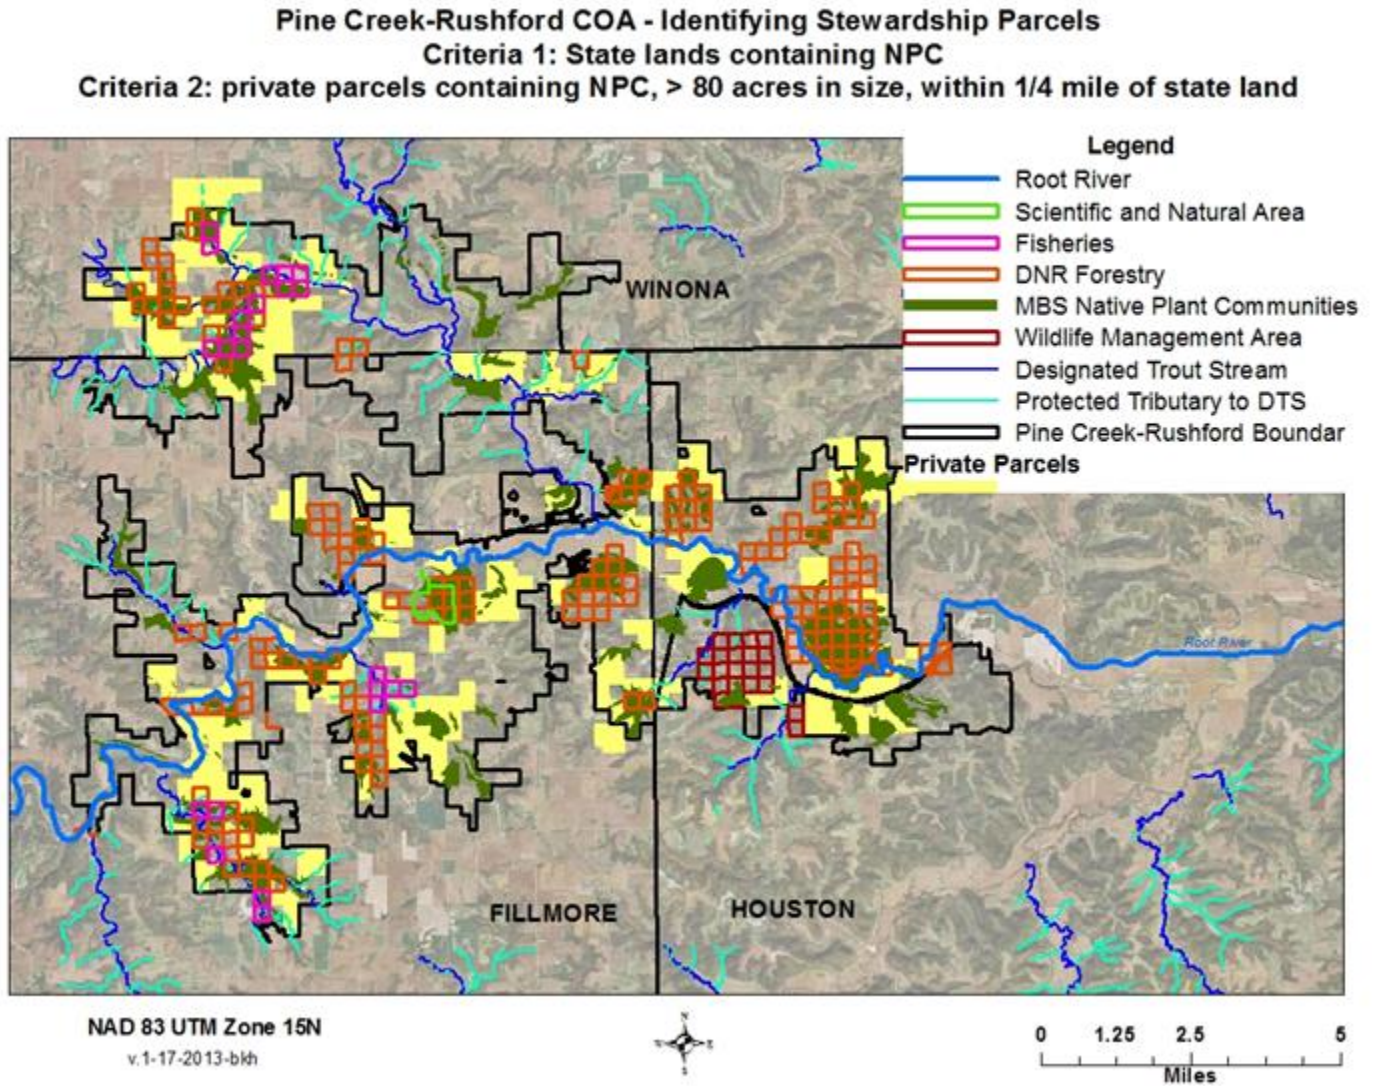 Pine Creek-Rushford COA - Identifying Stewardship Parcels
Criteria 1: State lands containing NPC
Criteria 2: private parcels containing NPC, > 80 acres in size, within 1/4 mile of state land
Legend
Root River
Scientific and Natural Area
Fisheries
DNR Forestry
MBS Native Plant Communities
Wildlife Management Area
Designated Trout Stream
Protected Tributary to DTS
Pine Creek-Rushford Boundar
Private Parcels
WINONA
Root River
FILLMORE
HOUSTON
NAD 83 UTM Zone 15N
v.1-17-2013-bkh
N
W E
S
0 1.25 2.5 5
Miles